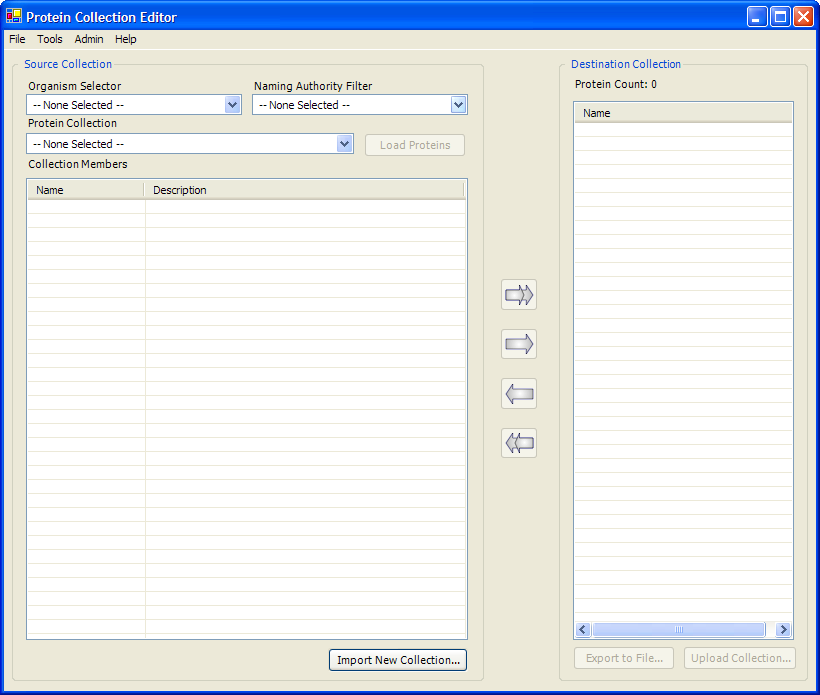 Protein Collection Editor
File Tools Admin Help
Source Collection
Organism Selector
Naming Authority Filter
-- None Selected --
-- None Selected --
Protein Collection
-- None Selected --
Load Proteins
Collection Members
Name Description
Import New Collection...
Destination Collection
Protein Count: 0
Name
Export to File...
Upload Collection...